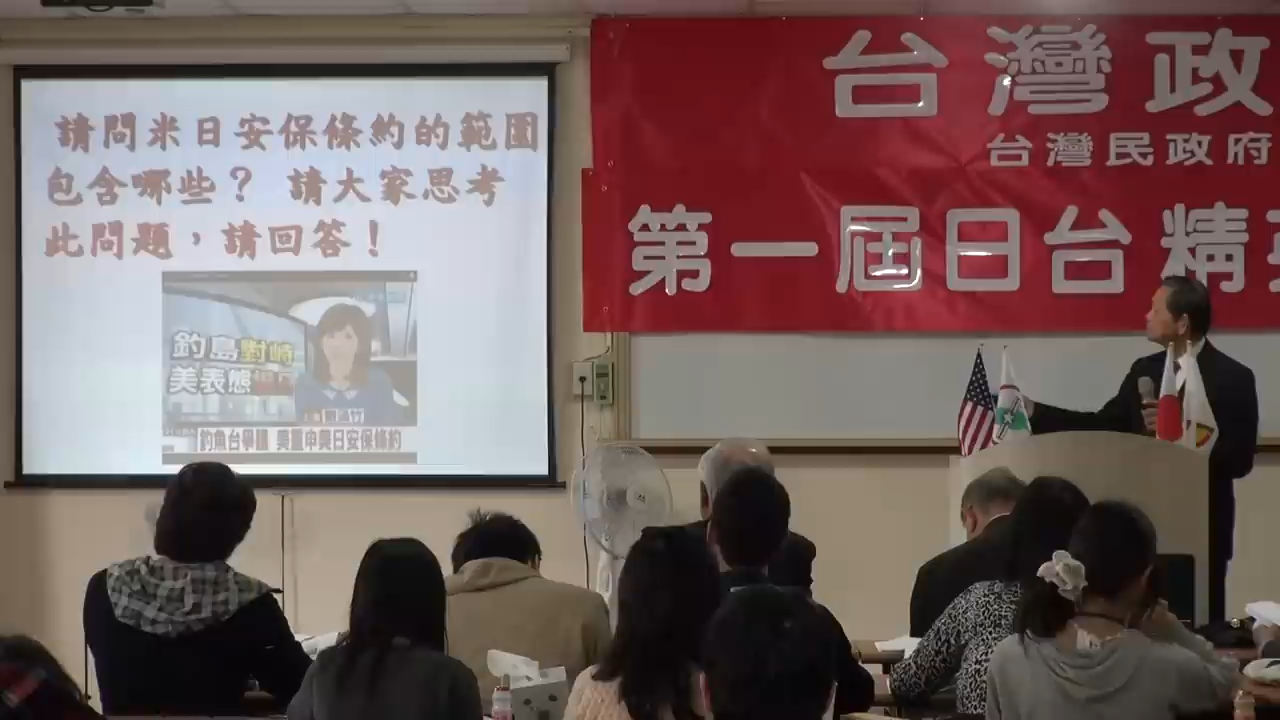 請問米日安保條約的範圍
包含哪些？ 請大家思考
此問題，請回答！
釣島對峙
美表態
釣魚台爭議 美重申美日安保條約
台灣政
台灣民政府
第一屆日台精英